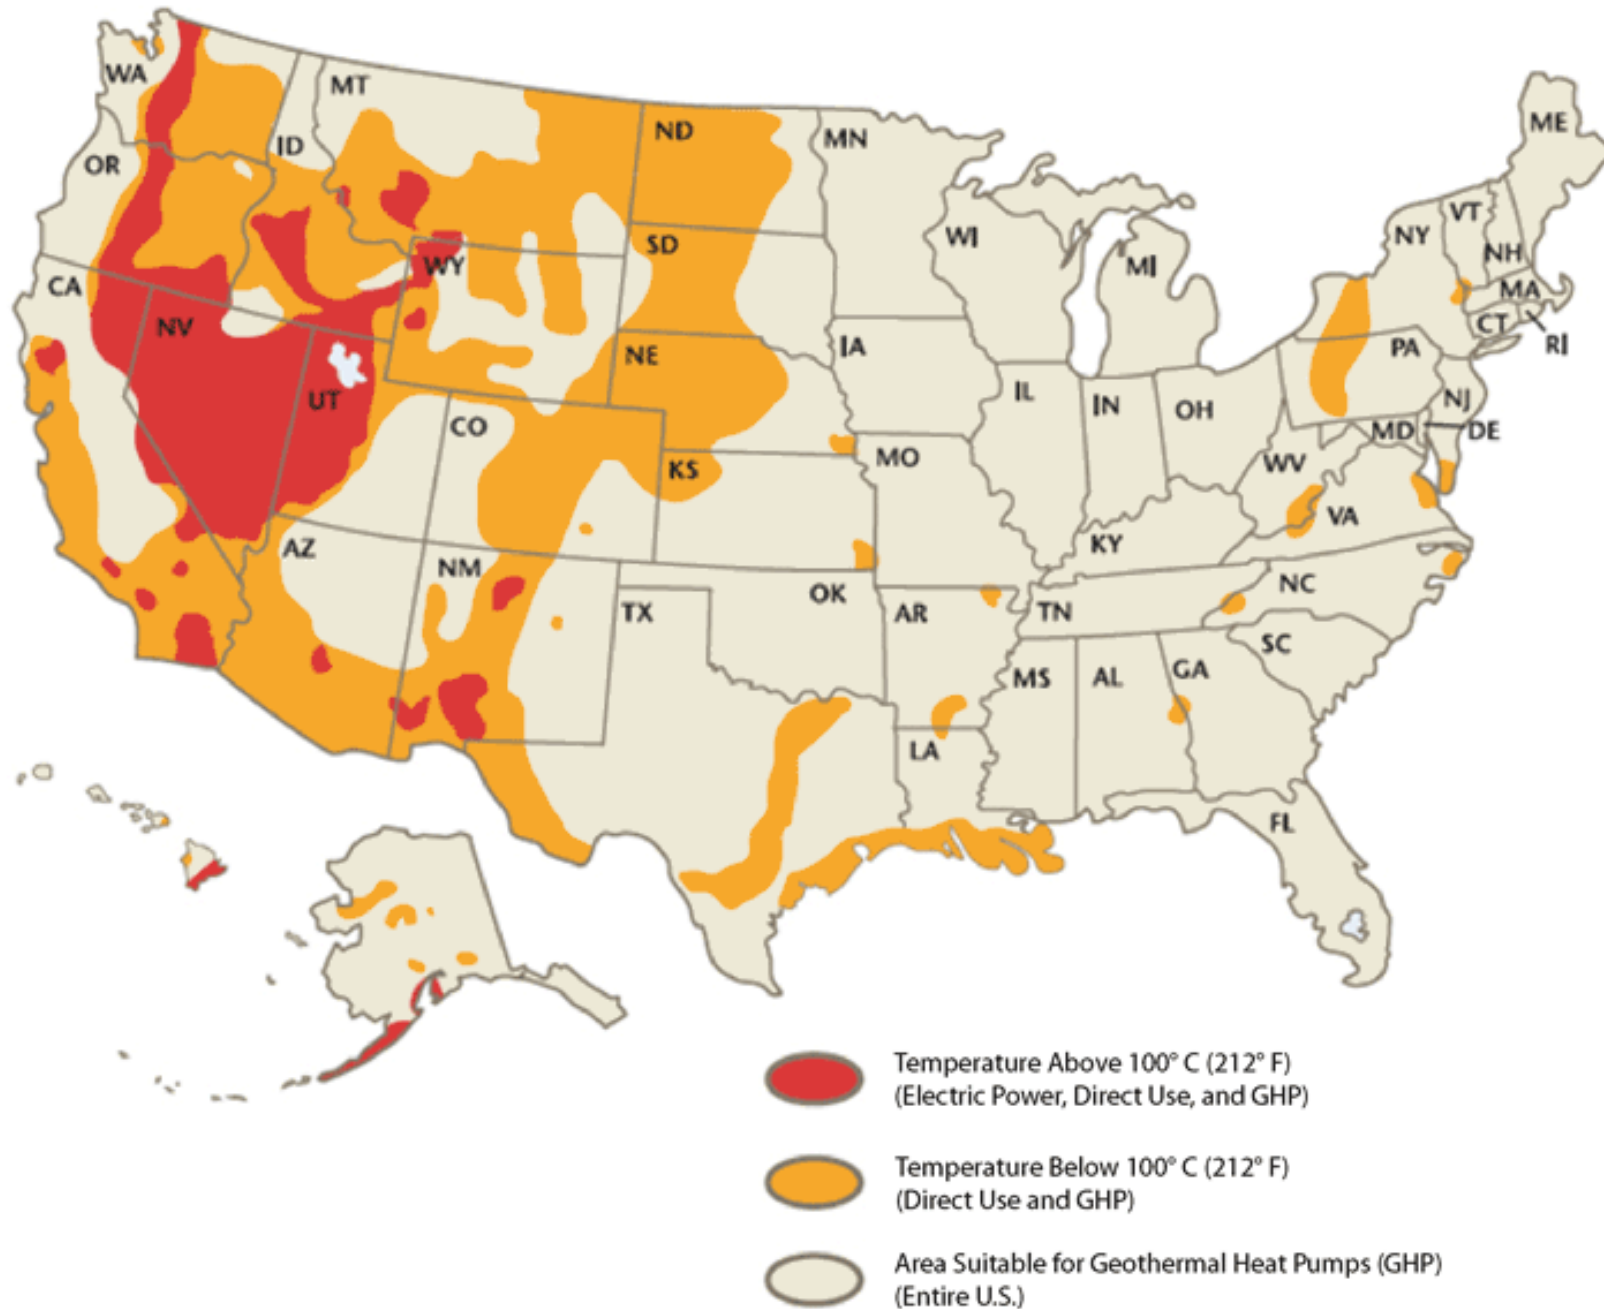 WA
MT
ND
MN
ME
ID
OR
VT
NY
WI
NH
SD
MI
WY
CA
MA
CT
NV
RI
NE
IA
PA
UT
IL
IN
OH
NJ
CO
MD
DE
KS
MO
WV
VA
AZ
KY
NM
OK
NC
TX
AR
TN
SC
MS
AL
GA
LA
FL
Temperature Above 100° C (212° F)
(Electric Power, Direct Use, and GHP)
Temperature Below 100° C (212° F)
(Direct Use and GHP)
Area Suitable for Geothermal Heat Pumps (GHP)
(Entire U.S.)